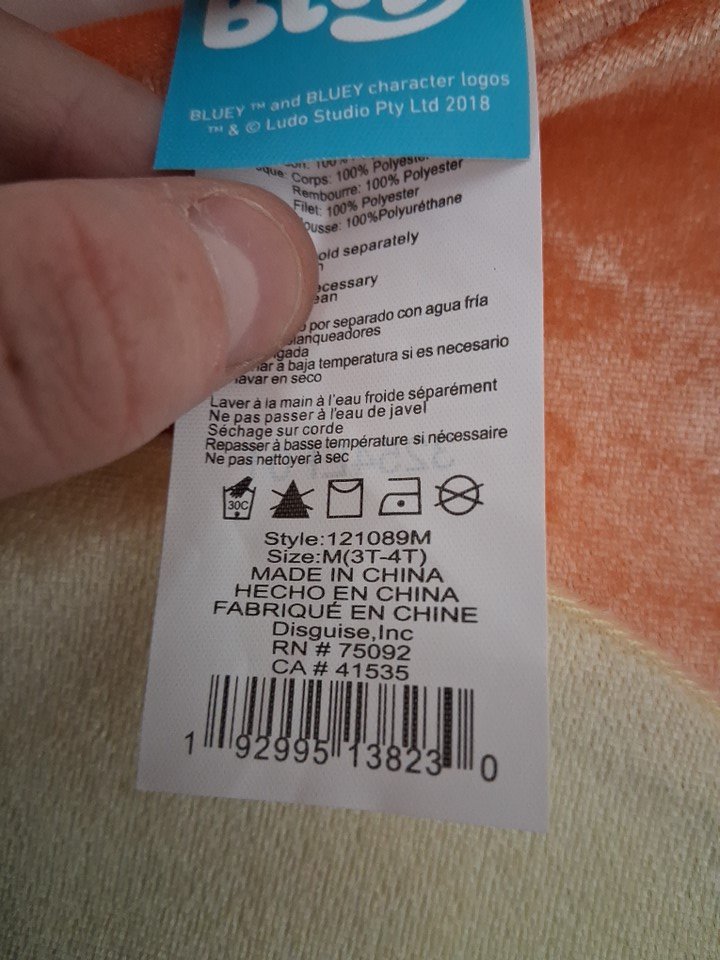 BLUEY ™ and BLUEY character logos
™ & © Ludo Studio Pty Ltd 2018
Corps: 100% Polyester
Rembourre: 100% Polyester
Filet: 100% Polyester
100%Polyuréthane
separately
por separado con agua fría
a baja temperatura si es necesario
en seco
Laver à la main à l'eau froide séparément
Ne pas passer à l'eau de javel
Séchage sur corde
Repasser à basse température si nécessaire
Ne pas nettoyer à sec
30C
Style:121089M
Size:M(3T-4T)
MADE IN CHINA
HECHO EN CHINA
FABRIQUÉ EN CHINE
Disguise,Inc
RN # 75092
CA # 41535
1 92995 13823 0